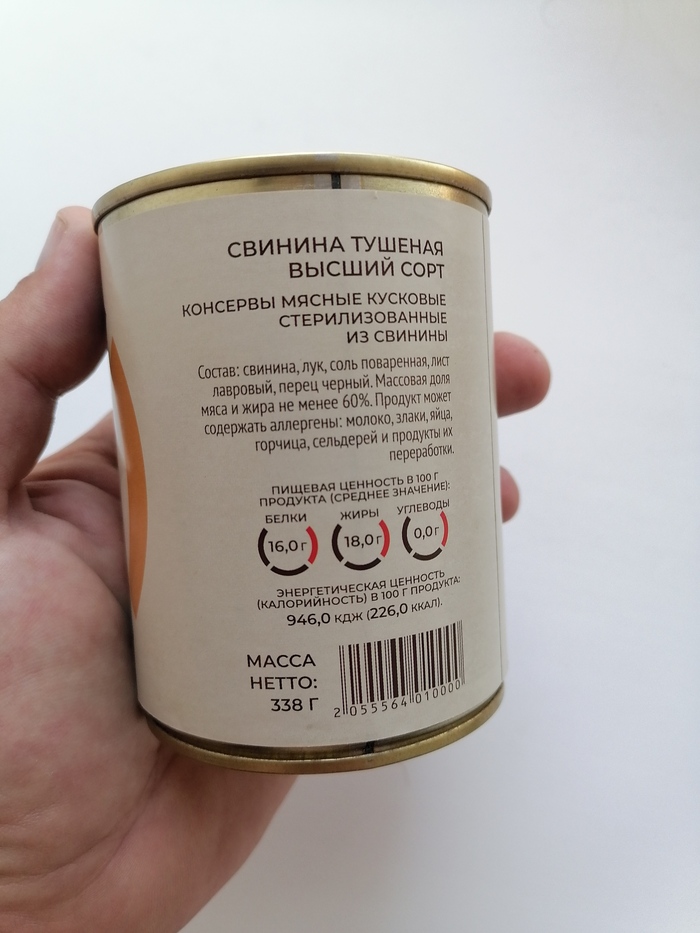 СВИНИНА ТУШЕНАЯ
ВЫСШИЙ СОРТ
КОНСЕРВЫ МЯСНЫЕ КУСКОВЫЕ
СТЕРИЛИЗОВАННЫЕ
ИЗ СВИНИНЫ
Состав: свинина, лук, соль поваренная, лист
лавровый, перец черный. Массовая доля
мяса и жира не менее 60%. Продукт может
содержать аллергены: молоко, злаки, яйца,
горчица, сельдерей и продукты их
переработки.
ПИЩЕВАЯ ЦЕННОСТЬ В 100 Г
ПРОДУКТА (СРЕДНЕЕ ЗНАЧЕНИЕ):
БЕЛКИ ЖИРЫ УГЛЕВОДЫ
16,0 г 18,0 г 0,0 г
ЭНЕРГЕТИЧЕСКАЯ ЦЕННОСТЬ
(КАЛОРИЙНОСТЬ) В 100 Г ПРОДУКТА:
946,0 КДЖ (226,0 ККАЛ).
МАССА
НЕТТО:
338 Г
2 055564 010000